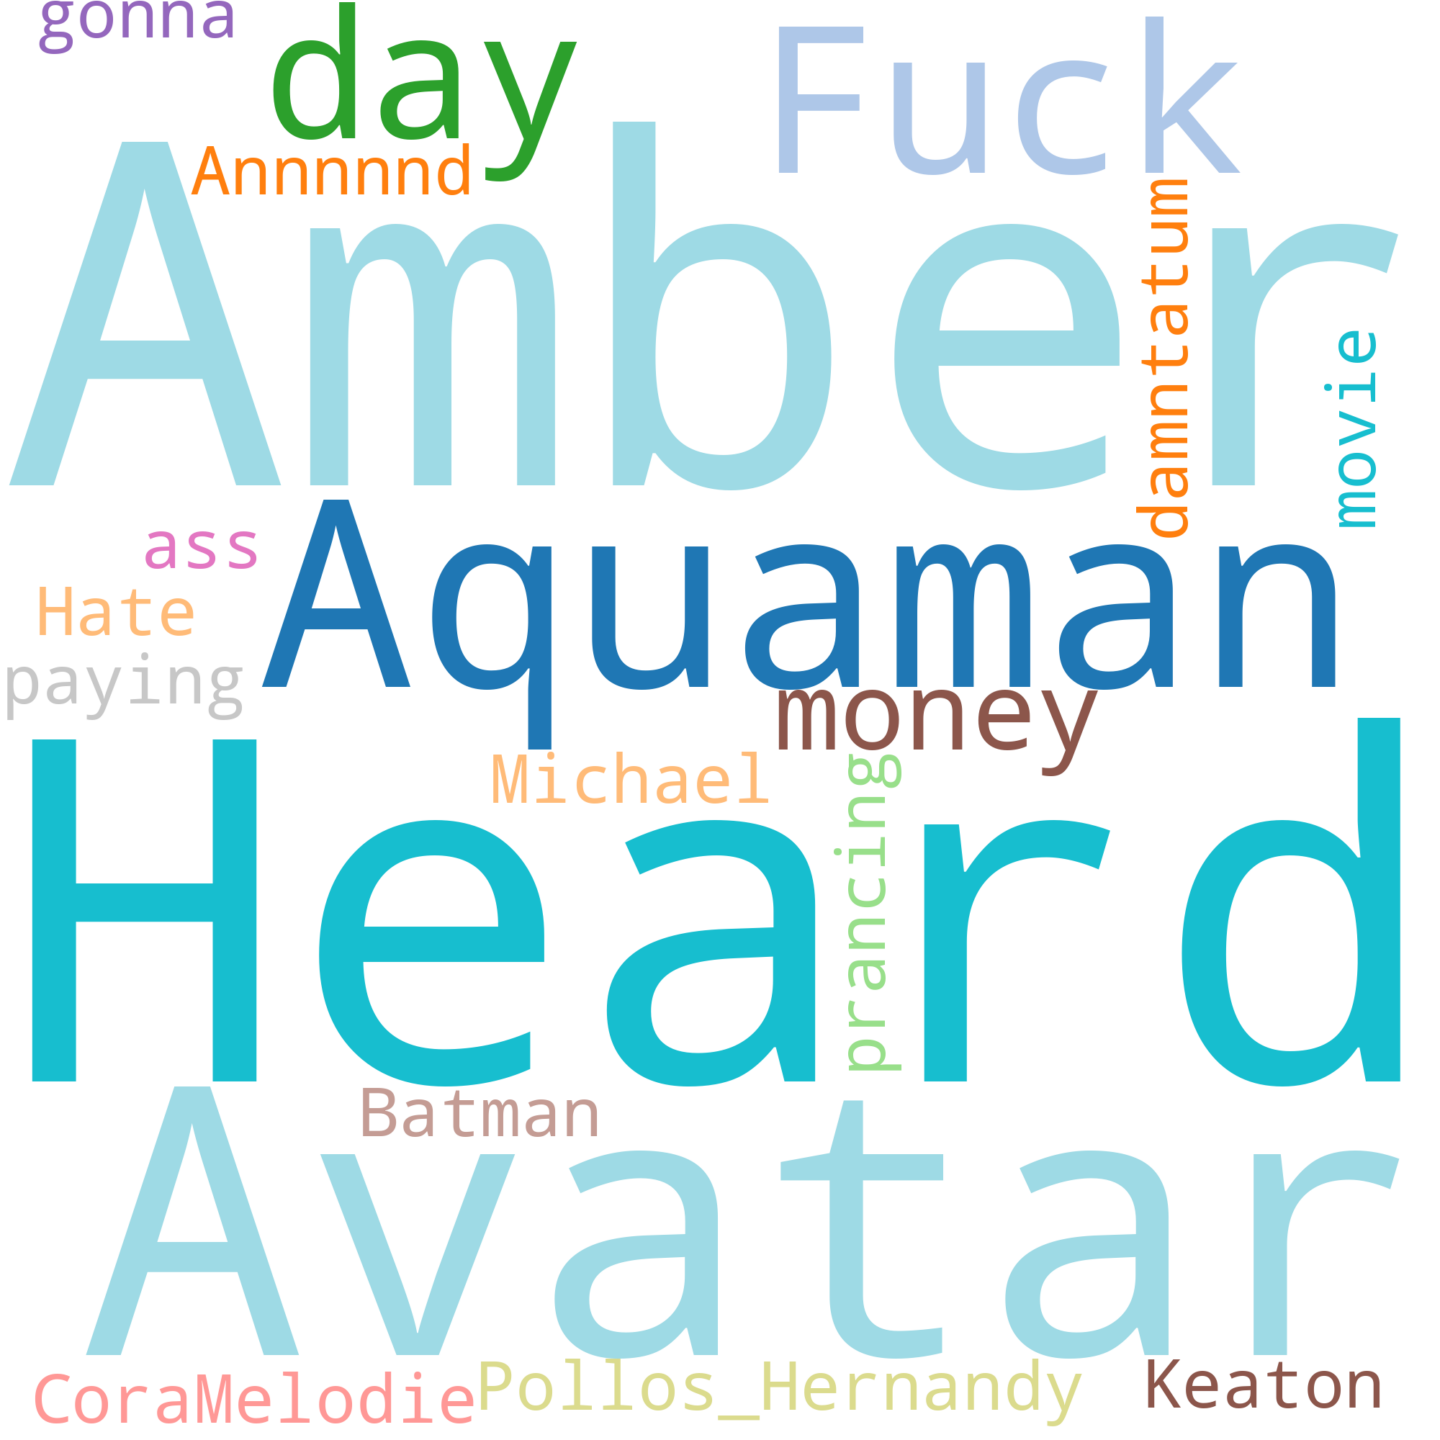 gonna
day
Fuck
Annnnnd
Amber
damntatum
movie
Aquaman
ass
Hate
paying
money
Heard
Michael
prancing
Batman
Avatar
CoraMelodie
Pollos_Hernandy
Keaton